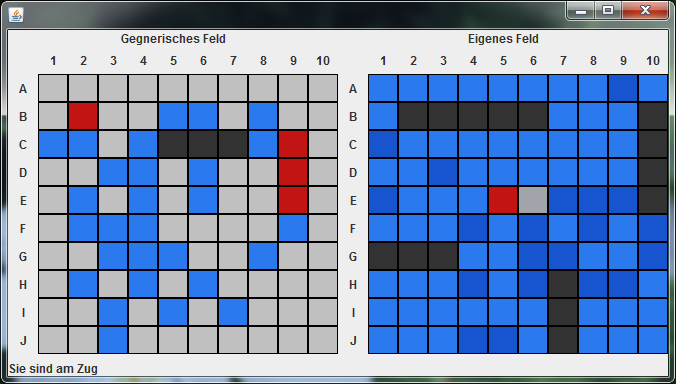 Gegnerisches Feld Eigenes Feld
1 2 3 4 5 6 7 8 9 10 1 2 3 4 5 6 7 8 9 10
A A
B B
C C
D D
E E
F F
G G
H H
I I
J J
Sie sind am Zug